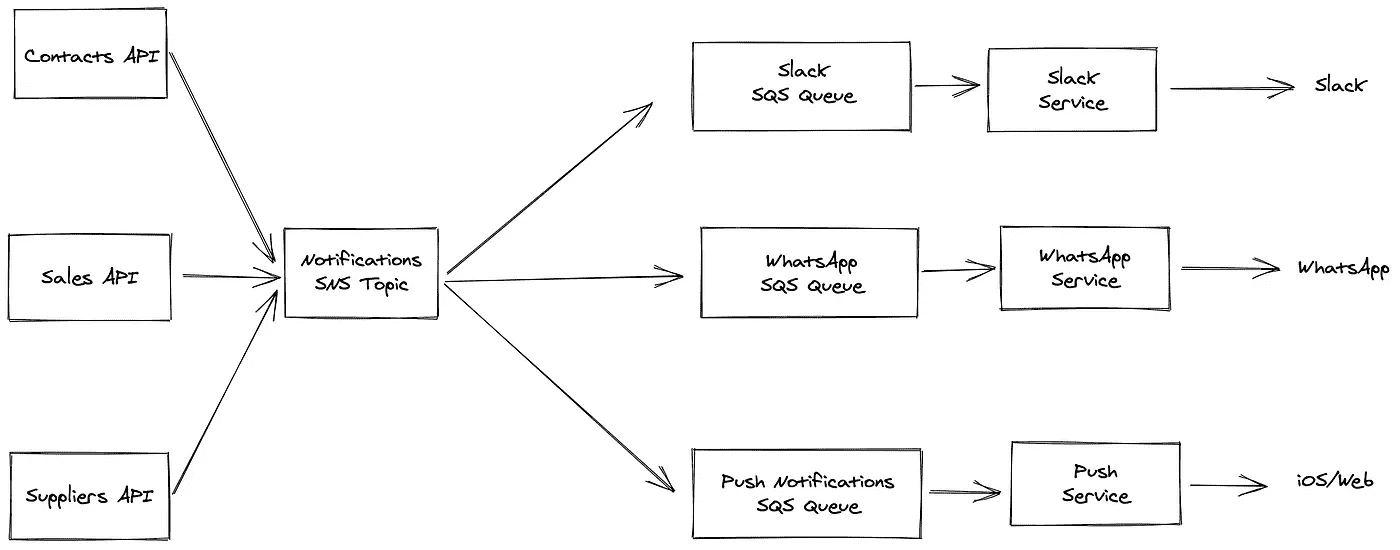 Contacts API
Sales API
Suppliers API
Notifications
SNS Topic
Slack
SQS Queue
Slack
Service
Slack
WhatsApp
SQS Queue
WhatsApp
Service
WhatsApp
Push Notifications
SQS Queue
Push
Service
iOS/Web